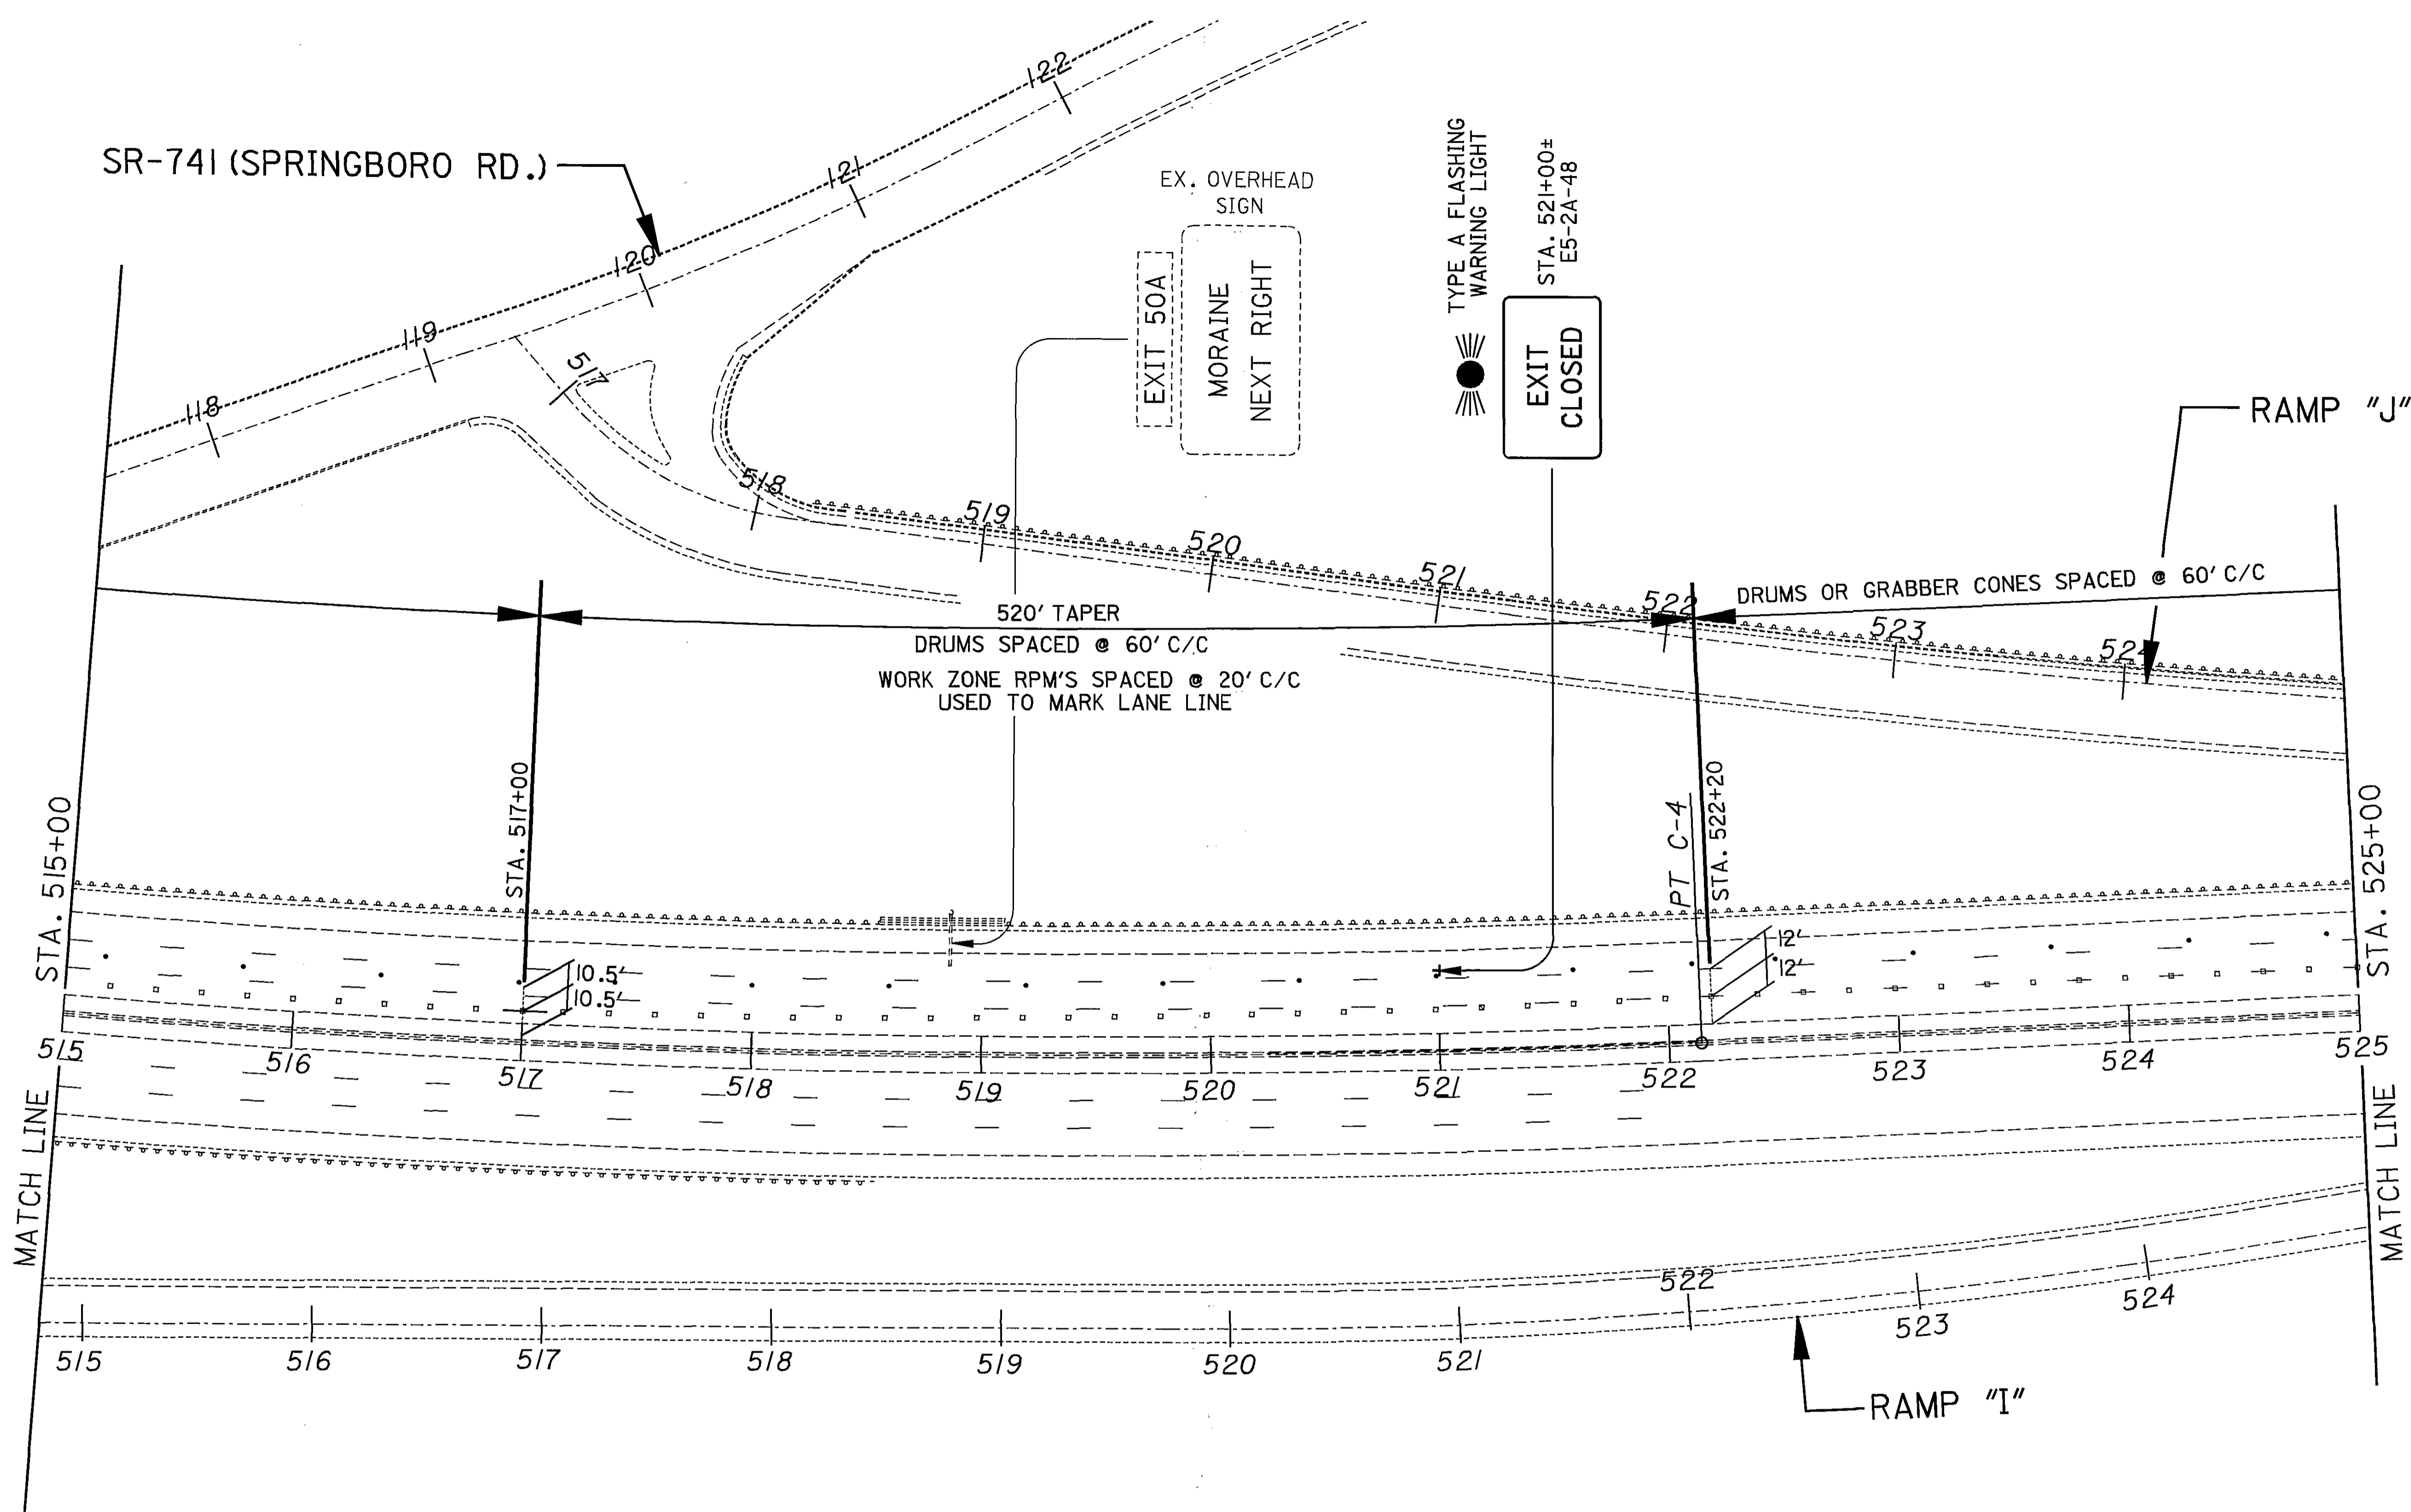 122
SR-741 (SPRINGBORO RD.)
121
120
119
118
EX. OVERHEAD
SIGN
EXIT 50A
MORAINE
NEXT RIGHT
TYPE A FLASHING
WARNING LIGHT
STA. 521+00±
E5-2A-48
EXIT
CLOSED
RAMP "J"
517
518
519
520
521
522
523
524
520' TAPER
DRUMS SPACED @ 60' C/C
WORK ZONE RPM'S SPACED @ 20' C/C
USED TO MARK LANE LINE
DRUMS OR GRABBER CONES SPACED @ 60' C/C
STA. 515+00
STA. 517+00
PT C-4
STA. 522+20
STA. 525+00
10.5'
10.5'
12'
12'
515
516
517
518
519
520
521
522
523
524
525
MATCH LINE
MATCH LINE
515
516
517
518
519
520
521
522
523
524
RAMP "I"